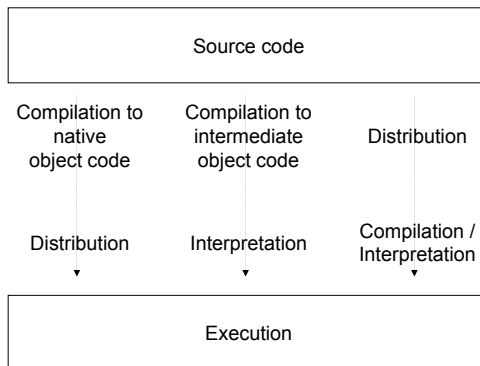 Source code
Compilation to
native
object code
Compilation to
intermediate
object code
Distribution
Distribution
Interpretation
Compilation /
Interpretation
Execution